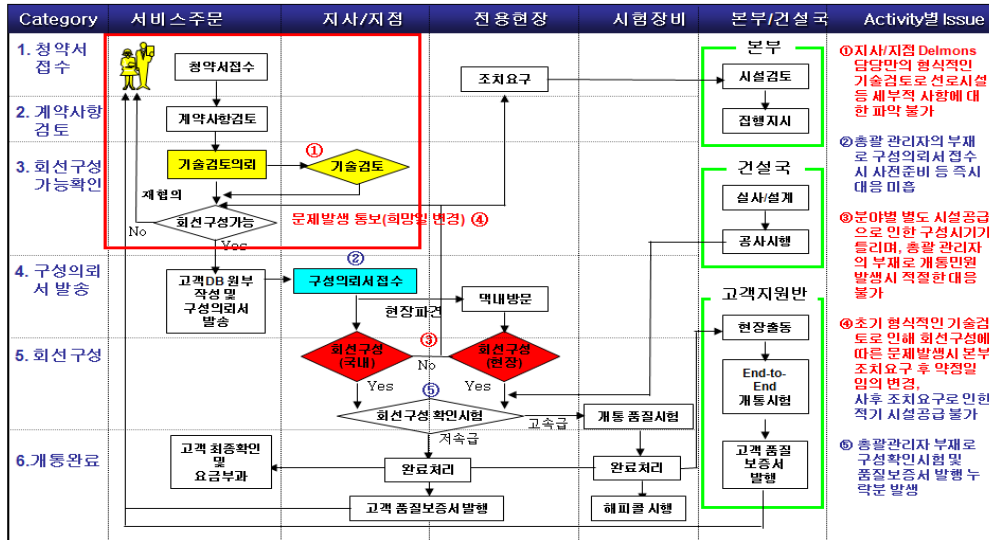 Category 서비스주문 지사/지점 전용현장 시험장비 본부/건설국 Activity별 Issue
1. 청약서
접수
2. 계약사항
검토
3. 회선구성
가능확인
4. 구성의뢰
서 발송
5. 회선구성
6.개통완료
청약서접수
계약사항검토
기술검토의뢰
①
기술검토
재협의
회선구성가능
No
Yes
문제발생 통보(희망일 변경) ④
고객DB 원부
작성 및
구성의뢰서
발송
②
구성의뢰서접수
현장파견
댁내방문
조치요구
회선구성
(국내)
③
No
회선구성
(현장)
Yes
Yes
⑤
회선구성 확인시험
고속급
저속급
개통 품질시험
고객 최종확인
및
요금부과
완료처리
완료처리
고객 품질보증서 발행
해피콜 시행
본부
시설검토
집행지시
건설국
실사/설계
공사시행
고객지원반
현장출동
End-to-
End
개통시험
고객 품질
보증서
발행
①지사/지점 Delmons
담당만의 형식적인
기술검토로 선로시설
등 세부적 사항에 대
한 파악 불가
②총괄 관리자의 부재
로 구성의뢰서 접수
시 사전준비 등 즉시
대응 미흡
③분야별 별도 시설공급
으로 인한 구성시기가
틀리며, 총괄 관리자
의 부재로 개통민원
발생시 적절한 대응
불가
④초기 형식적인 기술검
토로 인해 회선구성에
따른 문제발생시 본부
조치요구 후 약정일
임의 변경,
사후 조치요구로 인한
적기 시설공급 불가
⑤ 총괄관리자 부재로
구성확인시험 및
품질보증서 발행 누
락분 발생